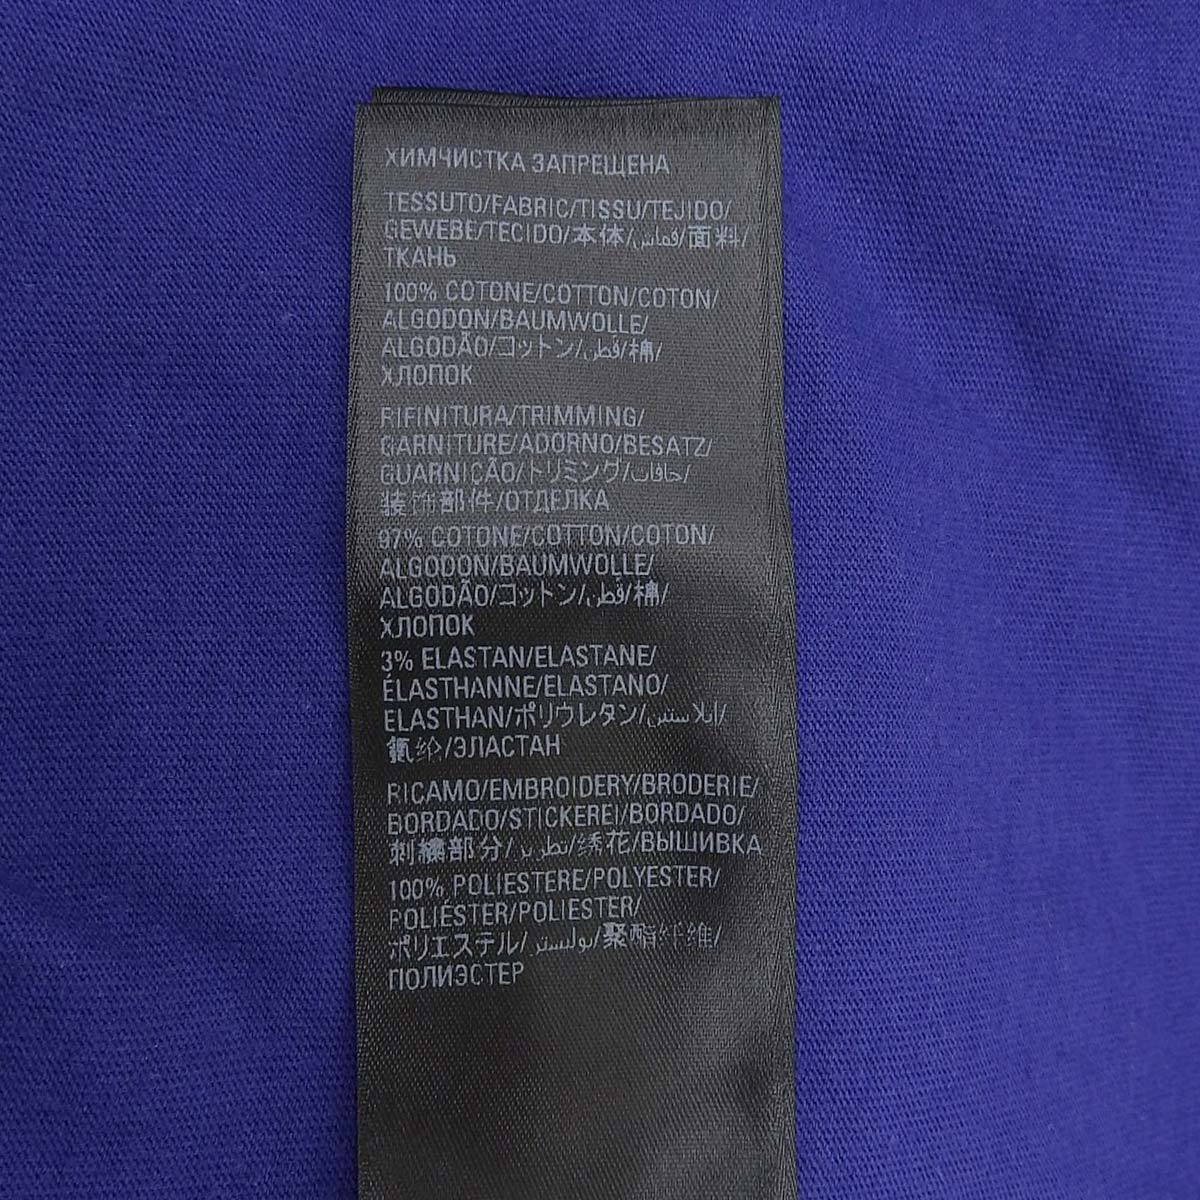 ХИМЧИСТКА ЗАПРЕЩЕНА
TESSUTO/FABRIC/TISSU/TEJIDO/
GEWEBE/TECIDO/本体/قماش/面料/
ТКАНЬ
100% COTONE/COTTON/COTON/
ALGODON/BAUMWOLLE/
ALGODÃO/コットン/قطن/棉/
ХЛОПОК
RIFINITURA/TRIMMING/
GARNITURE/ADORNO/BESATZ/
GUARNIÇÃO/トリミング/حافات/
装饰部件/ОТДЕЛКА
97% COTONE/COTTON/COTON/
ALGODON/BAUMWOLLE/
ALGODÃO/コットン/قطن/棉/
ХЛОПОК
3% ELASTAN/ELASTANE/
ÉLASTHANNE/ELASTANO/
ELASTHAN/ポリウレタン/إيلاستين/
氨纶/ЭЛАСТАН
RICAMO/EMBROIDERY/BRODERIE/
BORDADO/STICKEREI/BORDADO/
刺繍部分/تطريز/绣花/ВЫШИВКА
100% POLIESTERE/POLYESTER/
POLIÉSTER/POLIESTER/
ポリエステル/بوليستر/聚酯纤维/
ПОЛИЭСТЕР